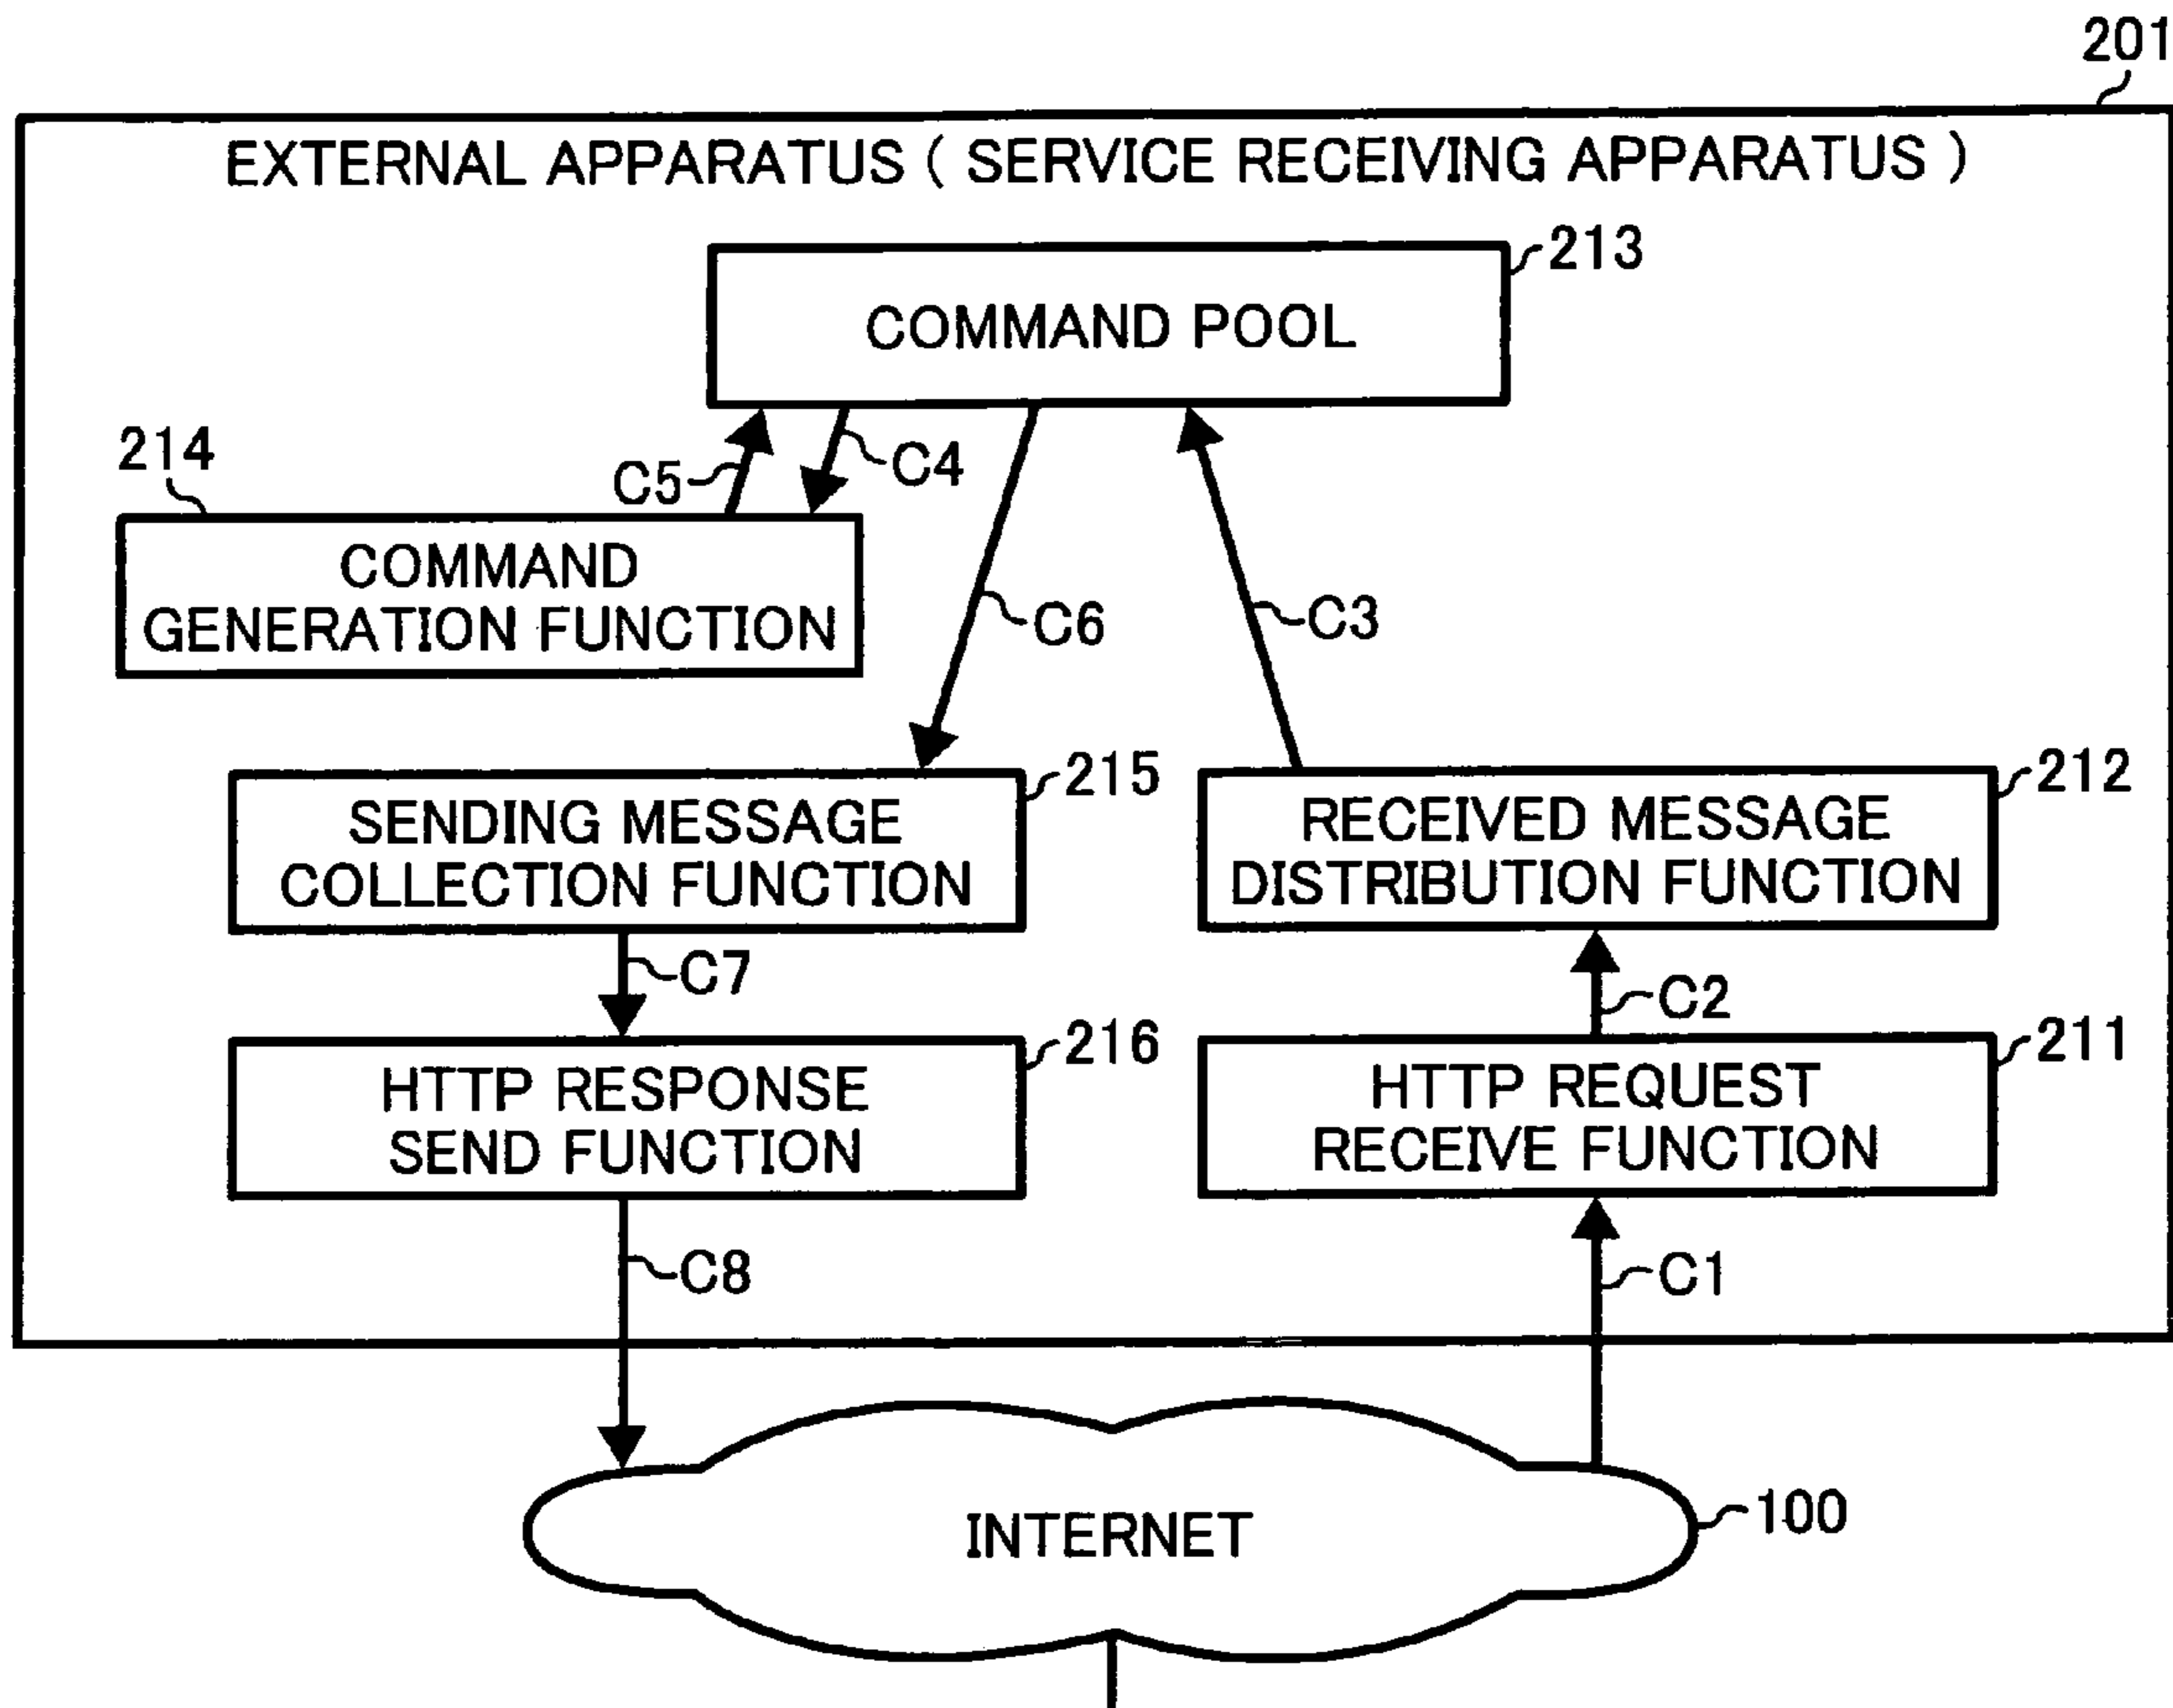 201
EXTERNAL APPARATUS ( SERVICE RECEIVING APPARATUS )
213
COMMAND POOL
214
C5
C4
COMMAND
GENERATION FUNCTION
C6
C3
215
212
SENDING MESSAGE
COLLECTION FUNCTION
RECEIVED MESSAGE
DISTRIBUTION FUNCTION
C7
C2
216
211
HTTP RESPONSE
SEND FUNCTION
HTTP REQUEST
RECEIVE FUNCTION
C8
C1
INTERNET
100